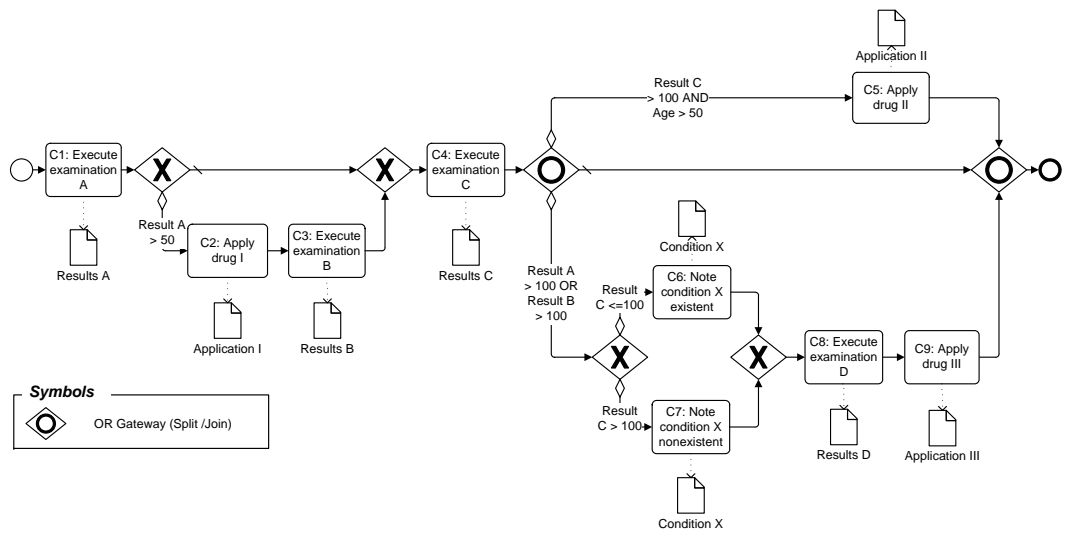 Application II
C5: Apply
drug II
Result C
> 100 AND
Age > 50
C1: Execute
examination
A
X
X
C4: Execute
examination
C
Results A
Result A
> 50
C2: Apply
drug I
C3: Execute
examination
B
Results C
Application I
Results B
Condition X
Result A
> 100 OR
Result B
> 100
Result
C <=100
C6: Note
condition X
existent
X
X
C8: Execute
examination
D
C9: Apply
drug III
Result
C > 100
C7: Note
condition X
nonexistent
Results D
Application III
Condition X
Symbols
OR Gateway (Split /Join)